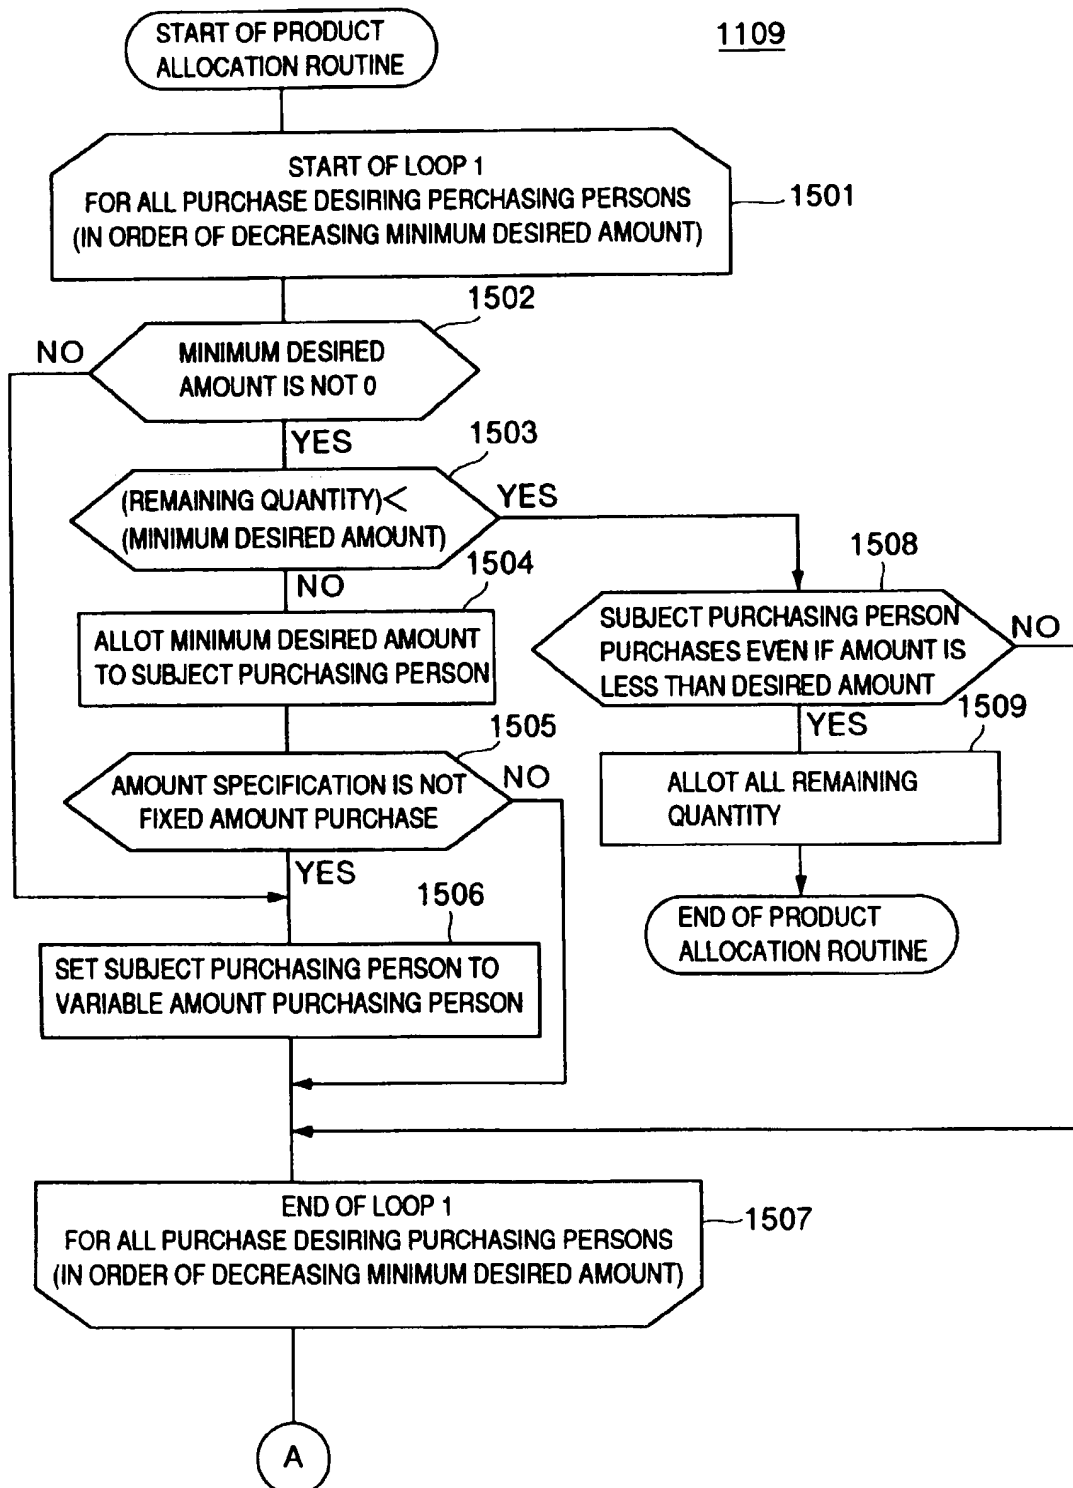 START OF PRODUCT
ALLOCATION ROUTINE
1109
START OF LOOP 1
FOR ALL PURCHASE DESIRING PERCHASING PERSONS
(IN ORDER OF DECREASING MINIMUM DESIRED AMOUNT)
1501
1502
NO
MINIMUM DESIRED
AMOUNT IS NOT 0
YES
1503
(REMAINING QUANTITY)<
(MINIMUM DESIRED AMOUNT)
YES
NO
1504
ALLOT MINIMUM DESIRED AMOUNT
TO SUBJECT PURCHASING PERSON
1508
SUBJECT PURCHASING PERSON
PURCHASES EVEN IF AMOUNT IS
LESS THAN DESIRED AMOUNT
NO
YES
1509
ALLOT ALL REMAINING
QUANTITY
END OF PRODUCT
ALLOCATION ROUTINE
1505
AMOUNT SPECIFICATION IS NOT
FIXED AMOUNT PURCHASE
NO
YES
1506
SET SUBJECT PURCHASING PERSON TO
VARIABLE AMOUNT PURCHASING PERSON
END OF LOOP 1
FOR ALL PURCHASE DESIRING PURCHASING PERSONS
(IN ORDER OF DECREASING MINIMUM DESIRED AMOUNT)
1507
A